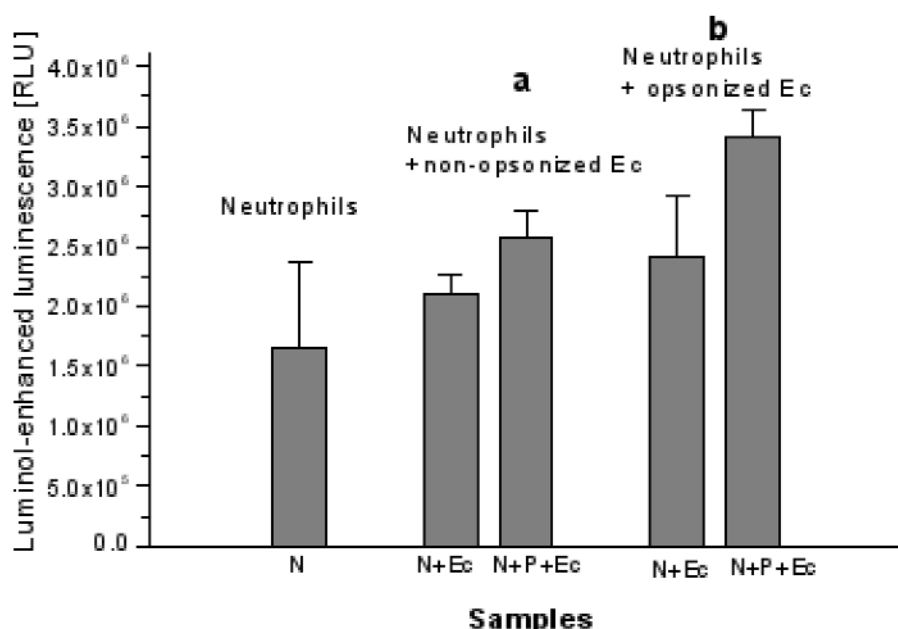 Luminol-enhanced luminescence [RLU]
4.0x10⁶
3.5x10⁶
3.0x10⁶
2.5x10⁶
2.0x10⁶
1.5x10⁶
1.0x10⁶
5.0x10⁵
0.0
Neutrophils
a
Neutrophils
+non-opsonized Ec
b
Neutrophils
+ opsonized Ec
N
N+Ec
N+P+Ec
N+Ec
N+P+Ec
Samples